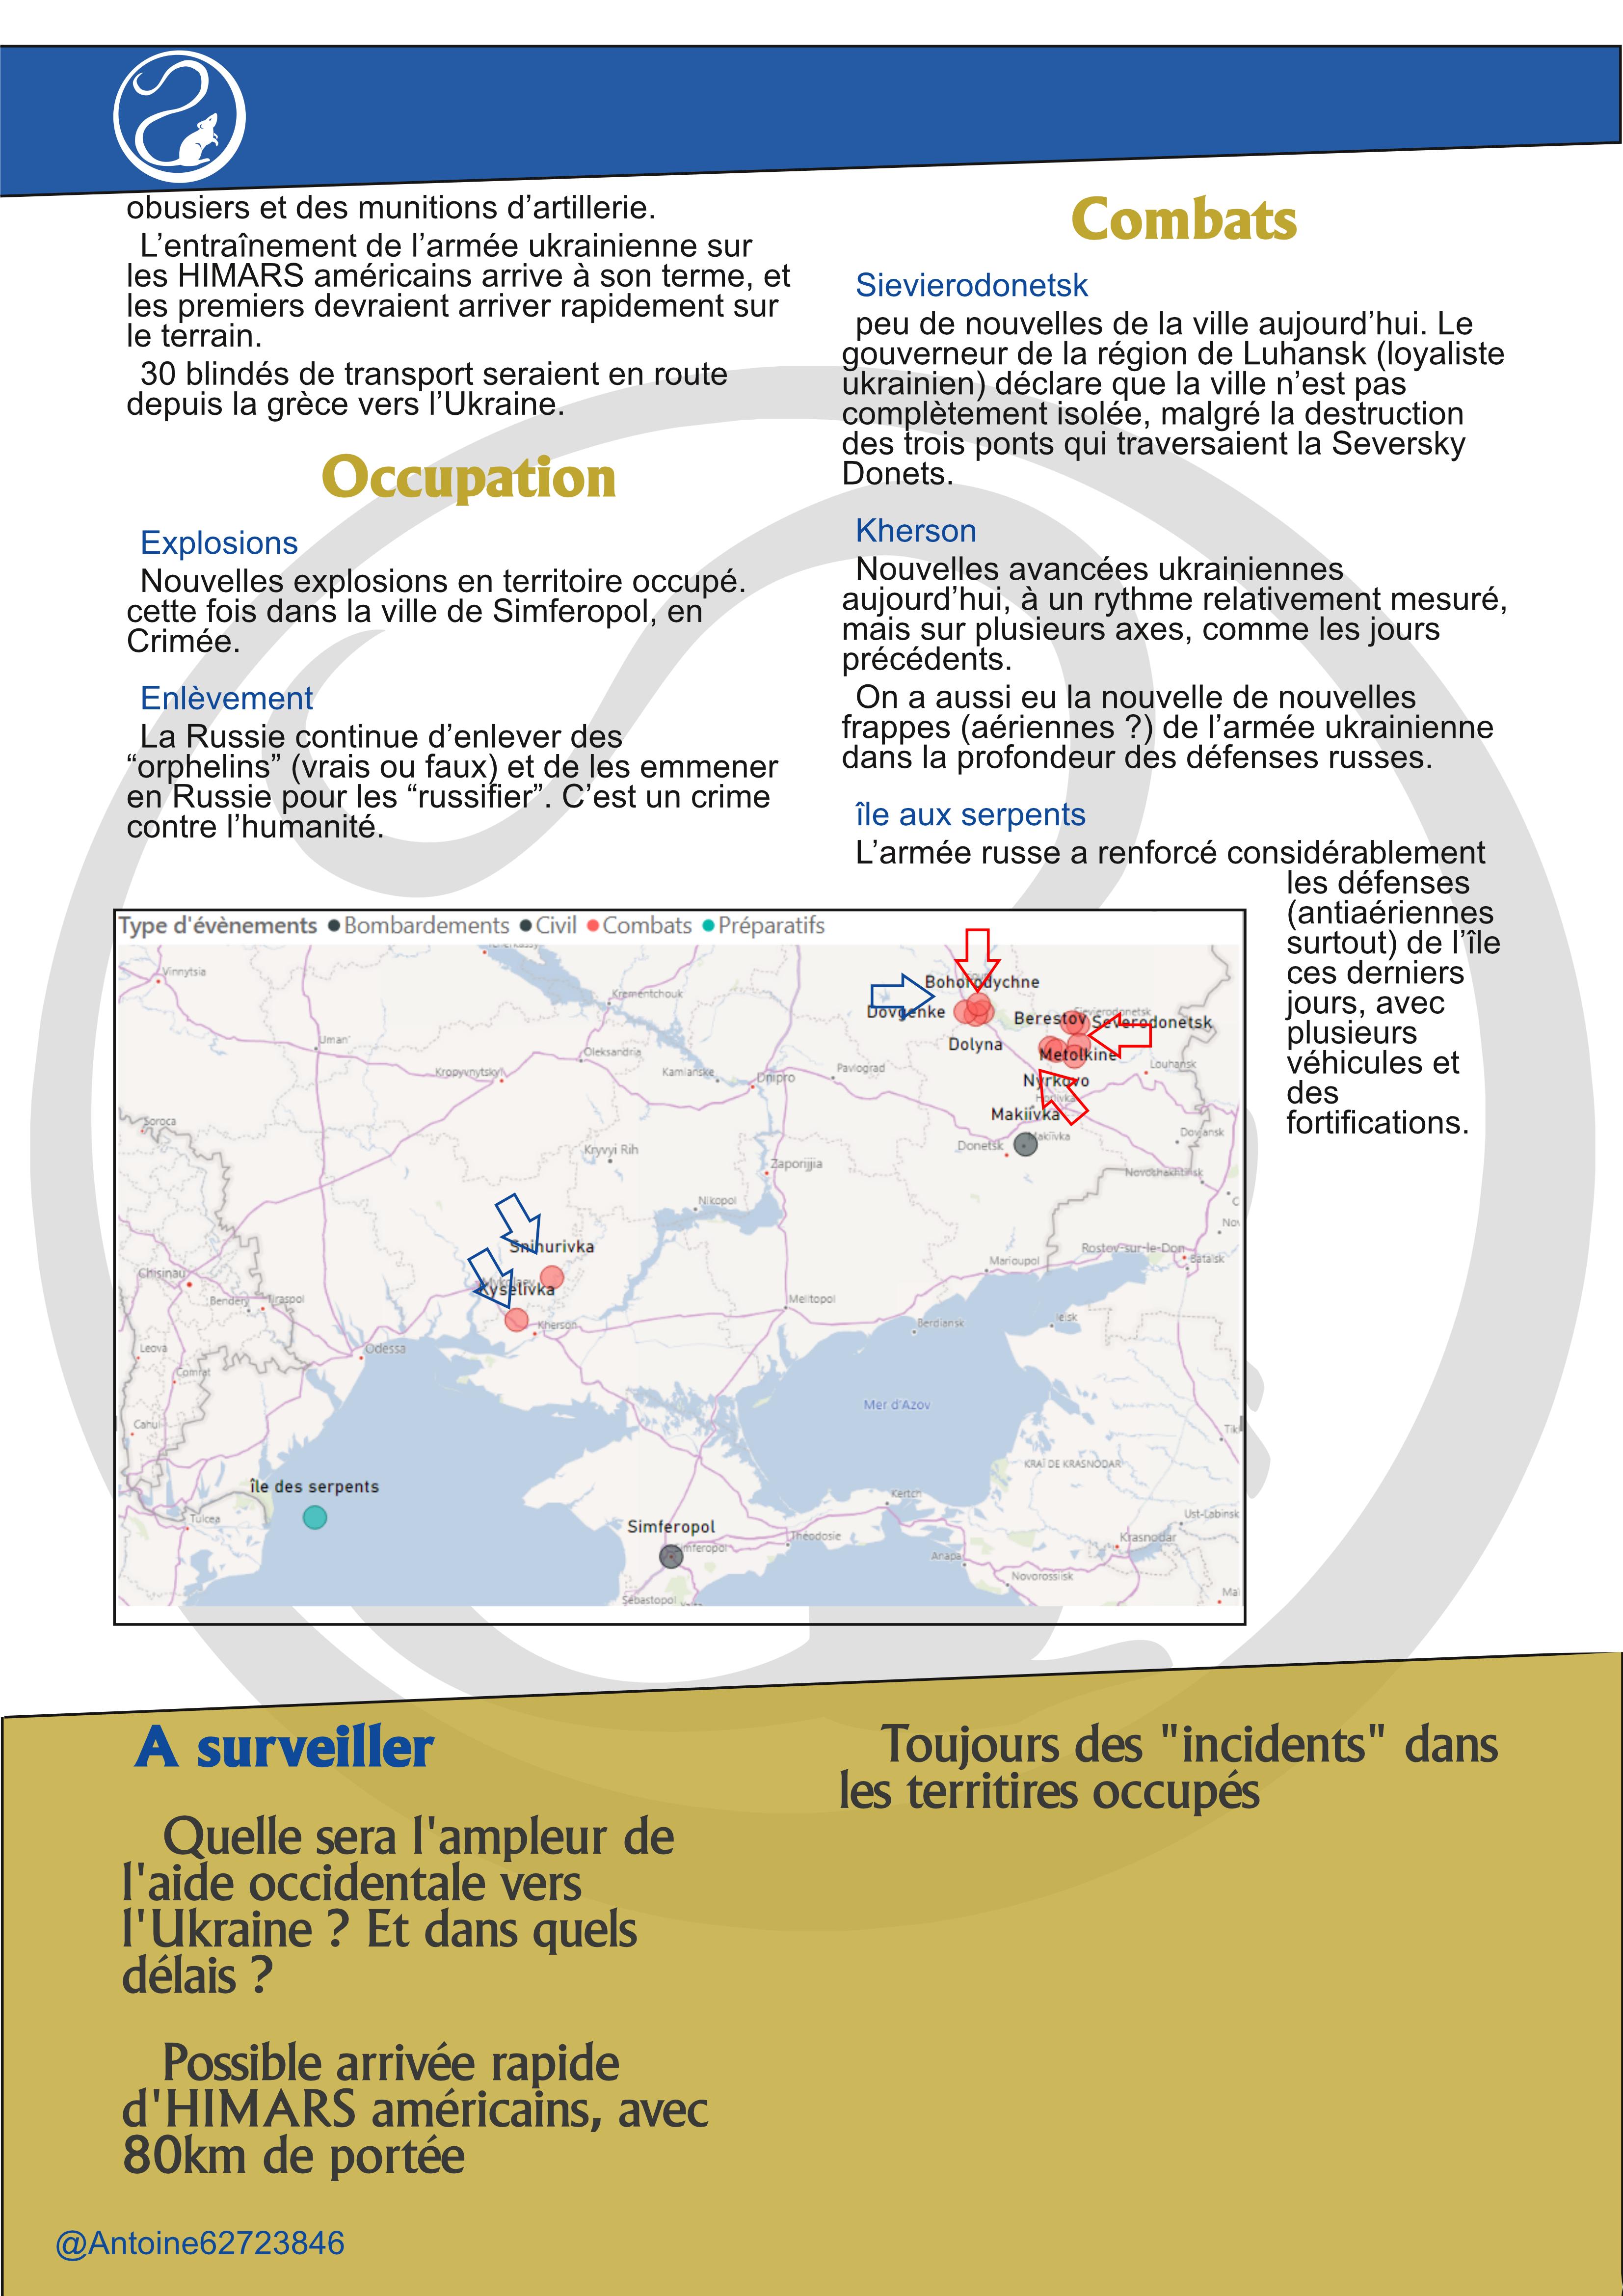 obusiers et des munitions d’artillerie.
L’entraînement de l’armée ukrainienne sur
les HIMARS américains arrive à son terme, et
les premiers devraient arriver rapidement sur
le terrain.
30 blindés de transport seraient en route
depuis la grèce vers l’Ukraine.
Occupation
Explosions
Nouvelles explosions en territoire occupé.
cette fois dans la ville de Simferopol, en
Crimée.
Enlèvement
La Russie continue d’enlever des
“orphelins” (vrais ou faux) et de les emmener
en Russie pour les “russifier”. C’est un crime
contre l’humanité.
Combats
Sievierodonetsk
peu de nouvelles de la ville aujourd’hui. Le
gouverneur de la région de Luhansk (loyaliste
ukrainien) déclare que la ville n’est pas
complètement isolée, malgré la destruction
des trois ponts qui traversaient la Seversky
Donets.
Kherson
Nouvelles avancées ukrainiennes
aujourd’hui, à un rythme relativement mesuré,
mais sur plusieurs axes, comme les jours
précédents.
On a aussi eu la nouvelle de nouvelles
frappes (aériennes ?) de l’armée ukrainienne
dans la profondeur des défenses russes.
île aux serpents
L’armée russe a renforcé considérablement
les défenses
(antiaériennes
surtout) de l’île
ces derniers
jours, avec
plusieurs
véhicules et
des
fortifications.
Type d'évènements Bombardements Civil Combats Préparatifs
Vinnytsia
Krementchouk
Bohorodychne
Dovgenke
Berestov
Sievierodonetsk
Severodonetsk
Uman
Oleksandria
Dolyna
Metolkine
Kropyvnytskyi
Kamianske
Dnipro
Pavlograd
Louhansk
Nyrkovo
Horlivka
Soroca
Makiívka
Makiivka
Donetsk
Dovjansk
Kryvyi Rih
Zaporijjia
Novoshakhtinsk
Nikopol
Snihurivka
Rostov-sur-le-Don
Bataisk
Marioupol
Chisinau
Mykolaev
Kyselivka
Bendery
Tiraspol
Melitopol
Kherson
Berdiansk
Ieisk
Leova
Odessa
Comrat
Mer d'Azov
Cahul
KRAÏ DE KRASNODAR
île des serpents
Kertch
Tulcea
Ust-Labinsk
Simferopol
Simferopol
Théodosie
Krasnodar
Anapa
Novorossiisk
Sébastopol
A surveiller
Quelle sera l'ampleur de
l'aide occidentale vers
l'Ukraine ? Et dans quels
délais ?
Possible arrivée rapide
d'HIMARS américains, avec
80km de portée
Toujours des "incidents" dans
les territires occupés
@Antoine62723846